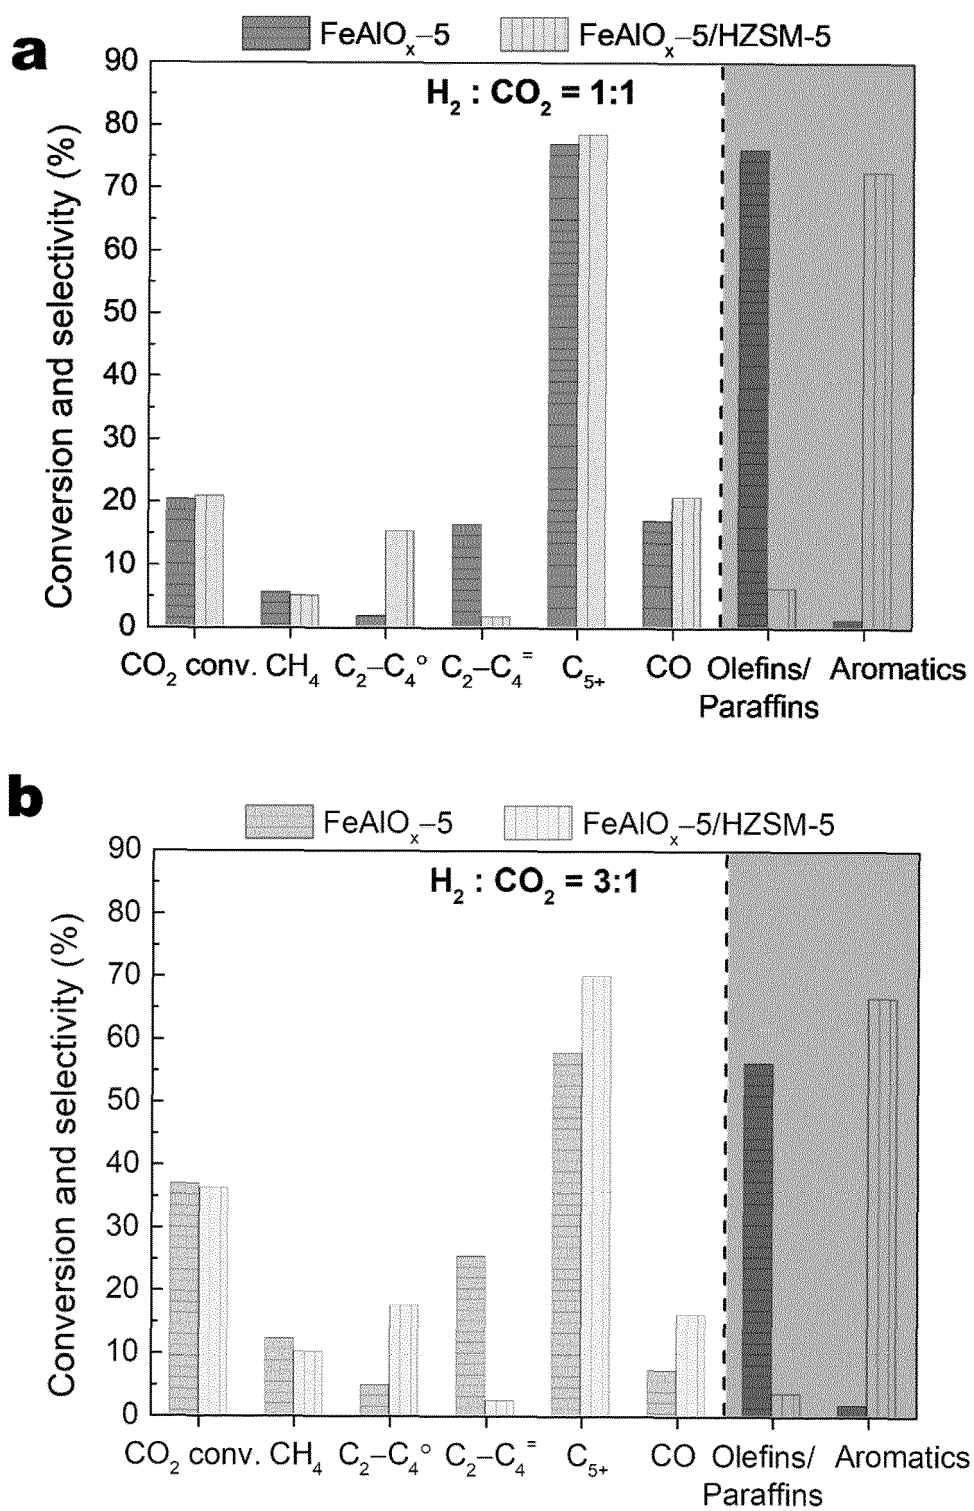 a
FeAlOₓ–5 FeAlOₓ–5/HZSM-5
H₂ : CO₂ = 1:1
Conversion and selectivity (%)
90
80
70
60
50
40
30
20
10
0
CO₂ conv. CH₄ C₂–C₄° C₂–C₄⁼ C₅₊ CO Olefins/ Aromatics
Paraffins
b
FeAlOₓ–5 FeAlOₓ–5/HZSM-5
H₂ : CO₂ = 3:1
Conversion and selectivity (%)
90
80
70
60
50
40
30
20
10
0
CO₂ conv. CH₄ C₂–C₄° C₂–C₄⁼ C₅₊ CO Olefins/ Aromatics
Paraffins